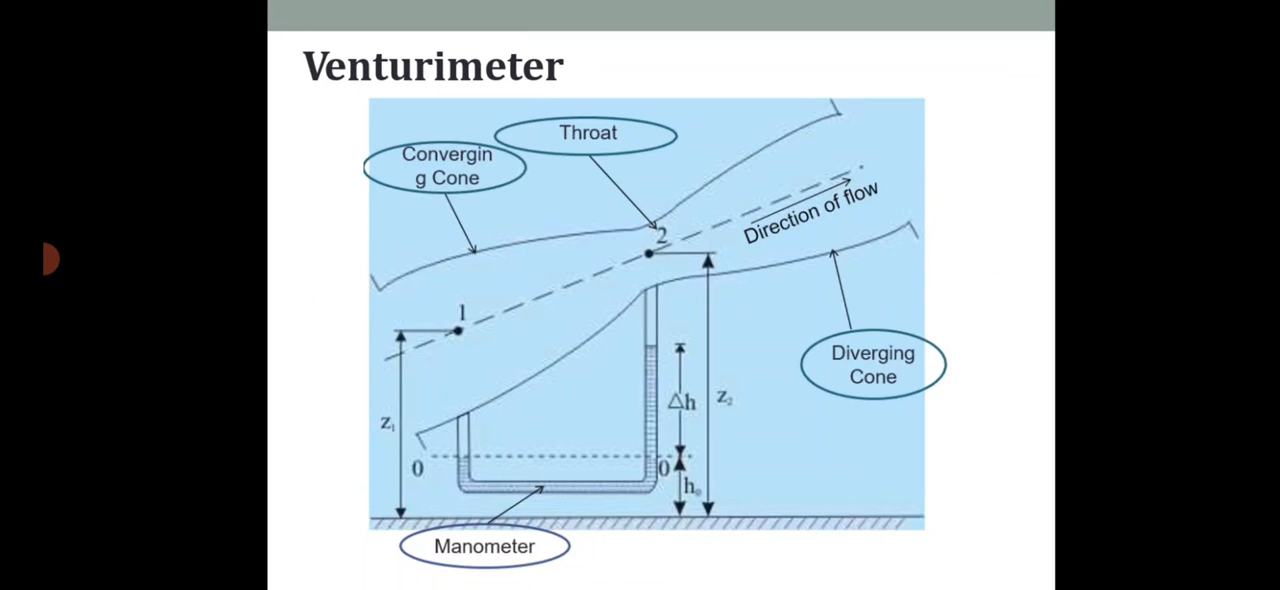 Venturimeter
Throat
Convergin
g Cone
2
Direction of flow
1
Diverging
Cone
Δh
z₂
z₁
0
0
h₀
Manometer